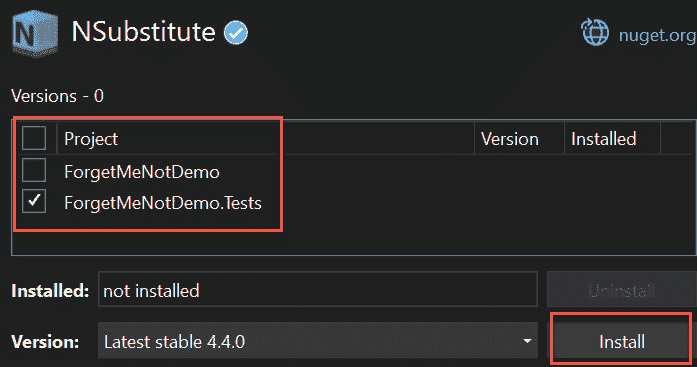 NSubstitute
nuget.org
Versions - 0
Project Version Installed
ForgetMeNotDemo
ForgetMeNotDemo.Tests
Installed: not installed Uninstall
Version: Latest stable 4.4.0 Install